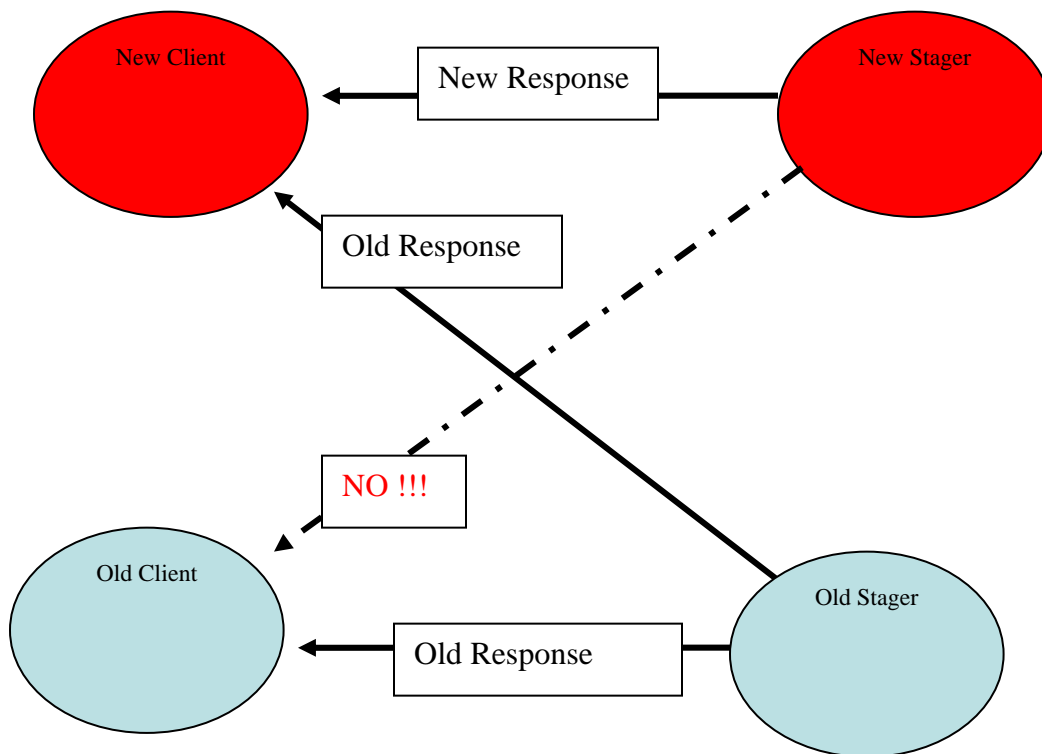 New Client
New Stager
New Response
Old Response
NO !!!
Old Client
Old Stager
Old Response